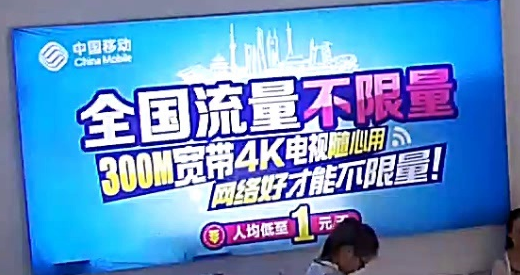 中国移动
China Mobile
全国流量不限量
300M宽带4K电视随心用
网络好才能不限量!
人均低至1元